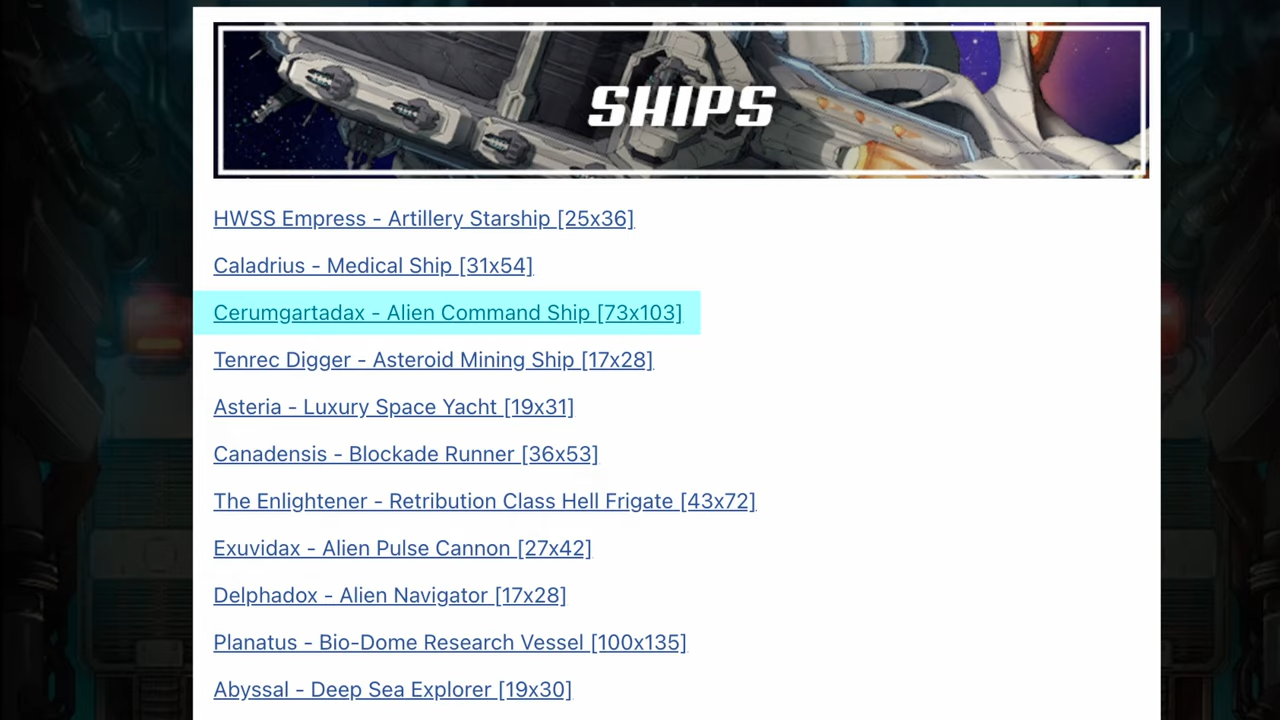 SHIPS
HWSS Empress - Artillery Starship [25x36]
Caladrius - Medical Ship [31x54]
Cerumgartadax - Alien Command Ship [73x103]
Tenrec Digger - Asteroid Mining Ship [17x28]
Asteria - Luxury Space Yacht [19x31]
Canadensis - Blockade Runner [36x53]
The Enlightener - Retribution Class Hell Frigate [43x72]
Exuvidax - Alien Pulse Cannon [27x42]
Delphadox - Alien Navigator [17x28]
Planatus - Bio-Dome Research Vessel [100x135]
Abyssal - Deep Sea Explorer [19x30]